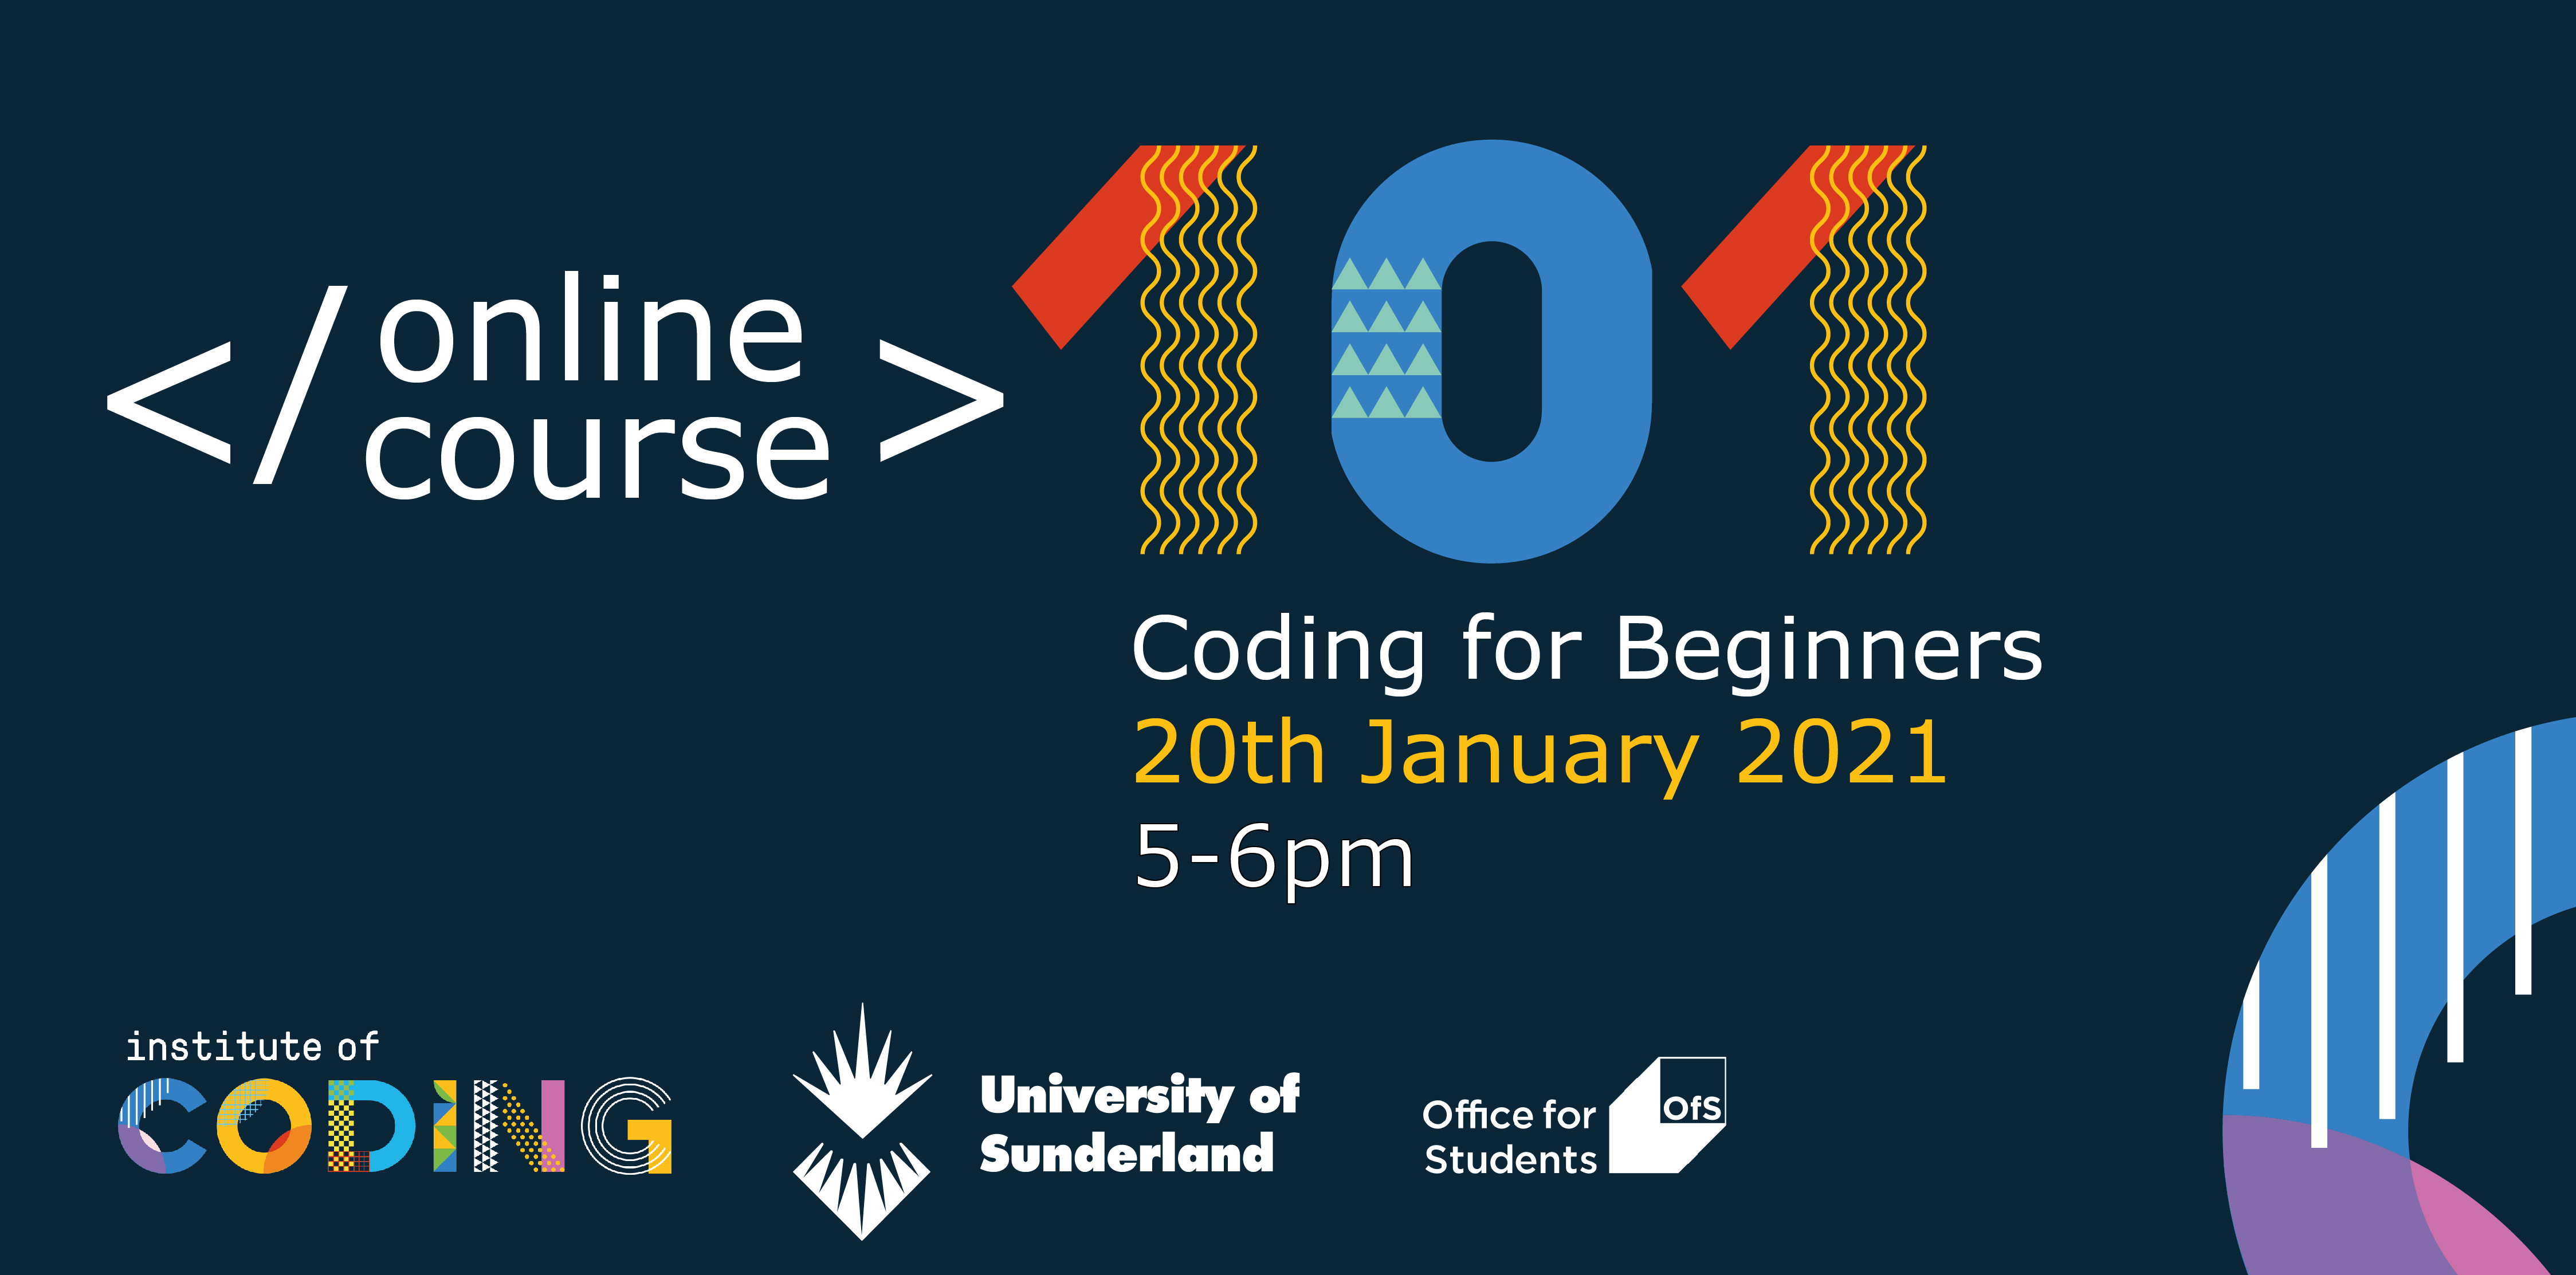 </ online
course >
101
Coding for Beginners
20th January 2021
5-6pm
institute of
CODING
University of
Sunderland
Office for
Students
OfS